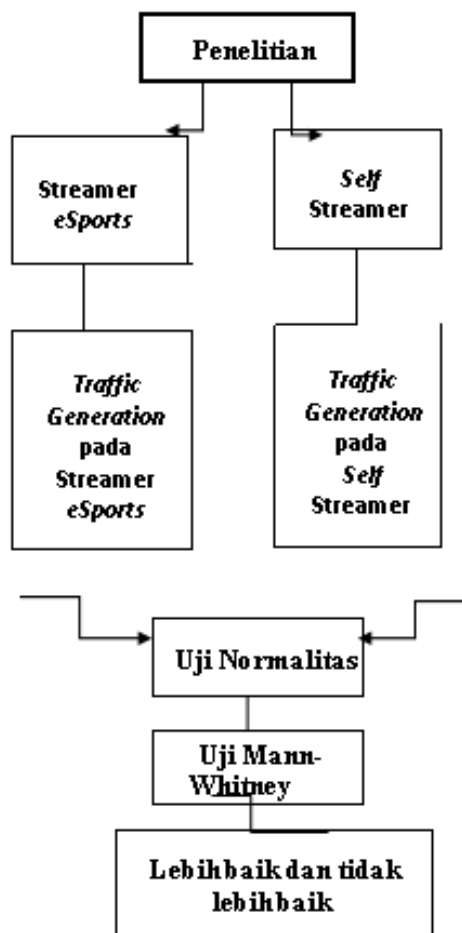 Penelitian
Streamer
eSports
Self
Streamer
Traffic
Generation
pada
Streamer
eSports
Traffic
Generation
pada
Self
Streamer
Uji Normalitas
Uji Mann-
Whitney
Lebihbaik dan tidak
lebihbaik